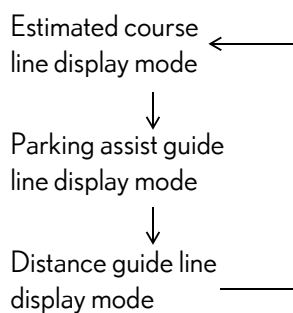 Estimated course
line display mode
Parking assist guide
line display mode
Distance guide line
display mode